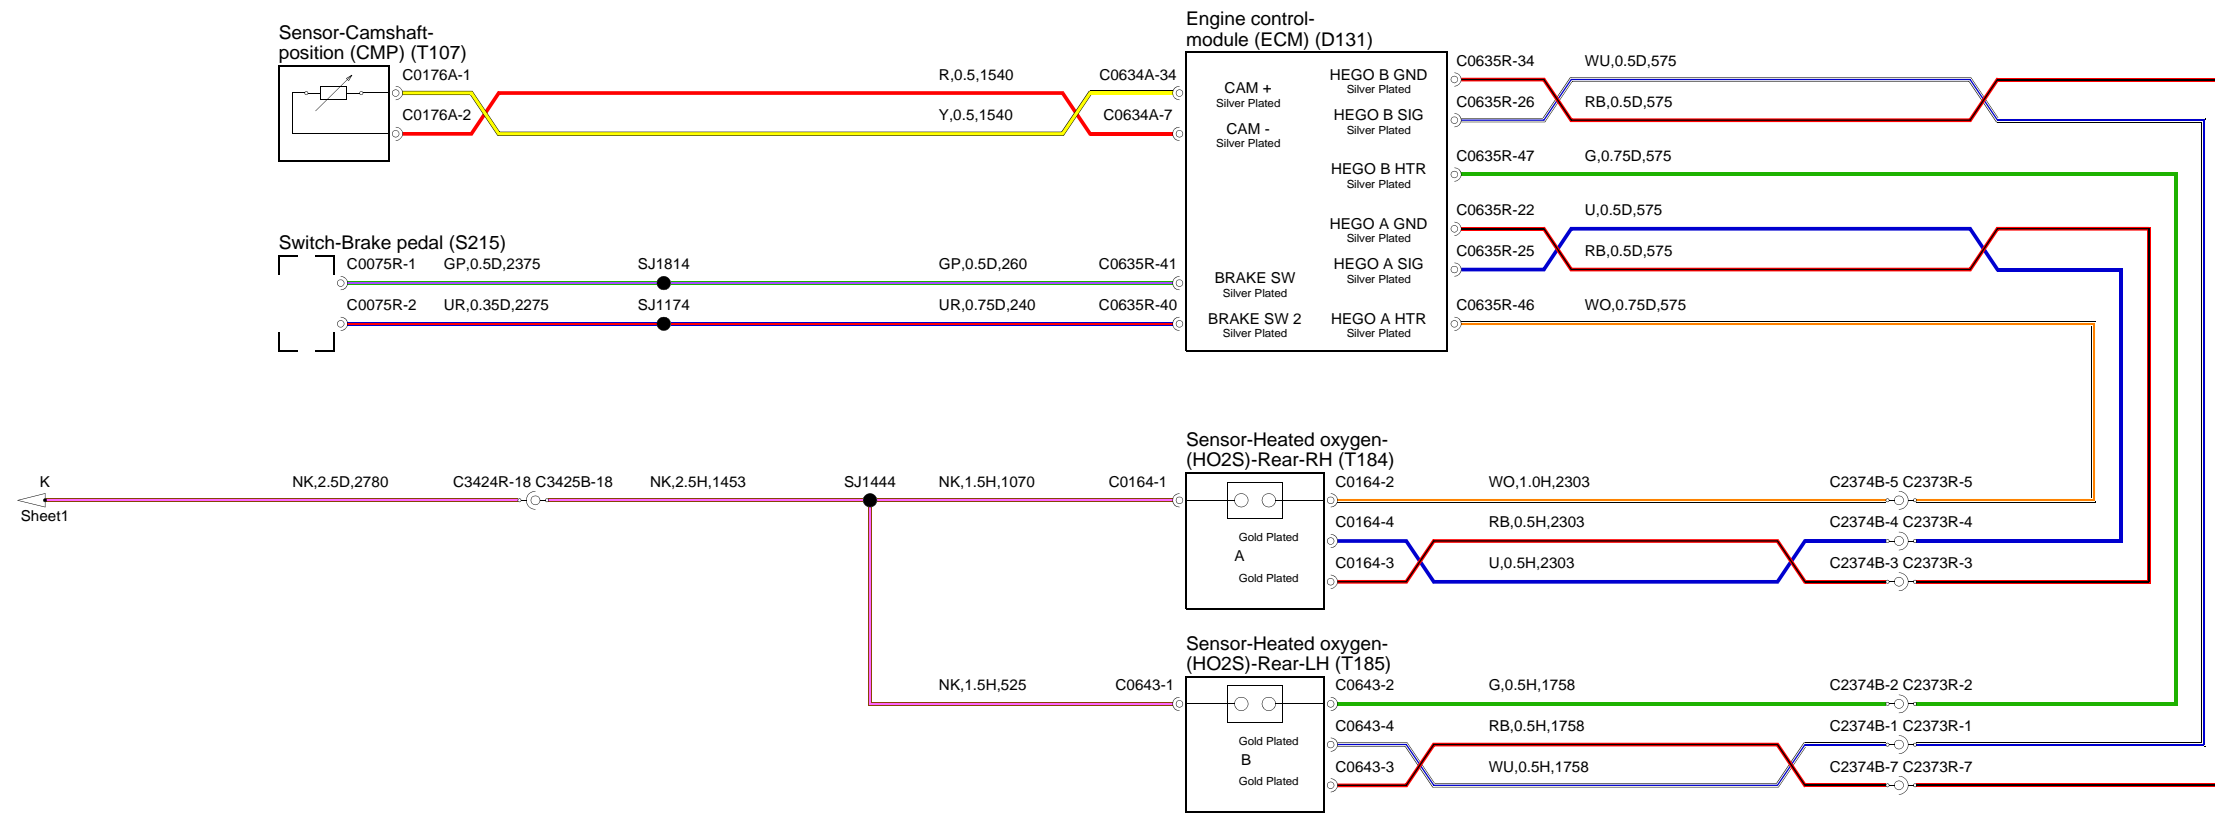 Sensor-Camshaft-
position (CMP) (T107)
C0176A-1
R,0.5,1540
C0634A-34
C0176A-2
Y,0.5,1540
C0634A-7
Engine control-
module (ECM) (D131)
CAM +
Silver Plated
CAM -
Silver Plated
HEGO B GND
Silver Plated
HEGO B SIG
Silver Plated
HEGO B HTR
Silver Plated
HEGO A GND
Silver Plated
HEGO A SIG
Silver Plated
BRAKE SW
Silver Plated
BRAKE SW 2
Silver Plated
HEGO A HTR
Silver Plated
C0635R-34
WU,0.5D,575
C0635R-26
RB,0.5D,575
C0635R-47
G,0.75D,575
C0635R-22
U,0.5D,575
C0635R-25
RB,0.5D,575
C0635R-46
WO,0.75D,575
Switch-Brake pedal (S215)
C0075R-1
GP,0.5D,2375
SJ1814
GP,0.5D,260
C0635R-41
C0075R-2
UR,0.35D,2275
SJ1174
UR,0.75D,240
C0635R-40
K
Sheet1
NK,2.5D,2780
C3424R-18 C3425B-18
NK,2.5H,1453
SJ1444
NK,1.5H,1070
C0164-1
Sensor-Heated oxygen-
(HO2S)-Rear-RH (T184)
Gold Plated
A
Gold Plated
C0164-2
WO,1.0H,2303
C2374B-5 C2373R-5
C0164-4
RB,0.5H,2303
C2374B-4 C2373R-4
C0164-3
U,0.5H,2303
C2374B-3 C2373R-3
NK,1.5H,525
C0643-1
Sensor-Heated oxygen-
(HO2S)-Rear-LH (T185)
Gold Plated
B
Gold Plated
C0643-2
G,0.5H,1758
C2374B-2 C2373R-2
C0643-4
RB,0.5H,1758
C2374B-1 C2373R-1
C0643-3
WU,0.5H,1758
C2374B-7 C2373R-7